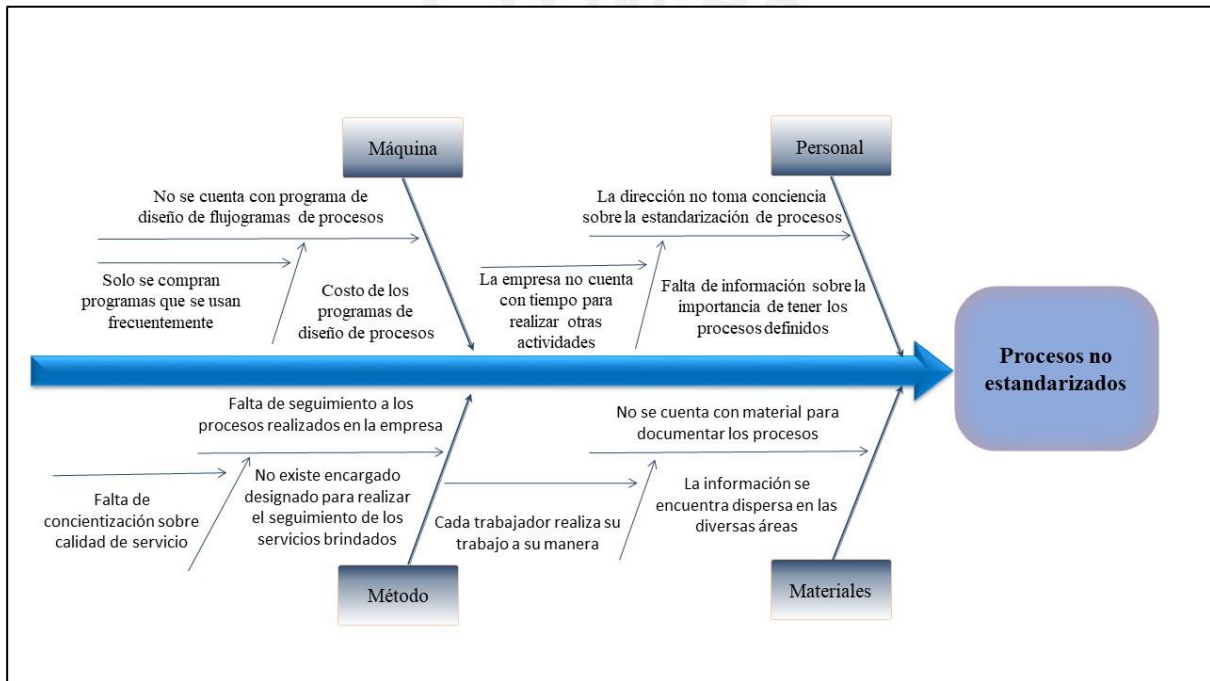 Máquina
Personal
No se cuenta con programa de
diseño de flujogramas de procesos
La dirección no toma conciencia
sobre la estandarización de procesos
Solo se compran
programas que se usan
frecuentemente
Costo de los
programas de
diseño de procesos
La empresa no cuenta
con tiempo para
realizar otras
actividades
Falta de información sobre la
importancia de tener los
procesos definidos
Procesos no
estandarizados
Falta de seguimiento a los
procesos realizados en la empresa
No se cuenta con material para
documentar los procesos
Falta de
concientización sobre
calidad de servicio
No existe encargado
designado para realizar
el seguimiento de los
servicios brindados
Cada trabajador realiza su
trabajo a su manera
La información se
encuentra dispersa en las
diversas áreas
Método
Materiales